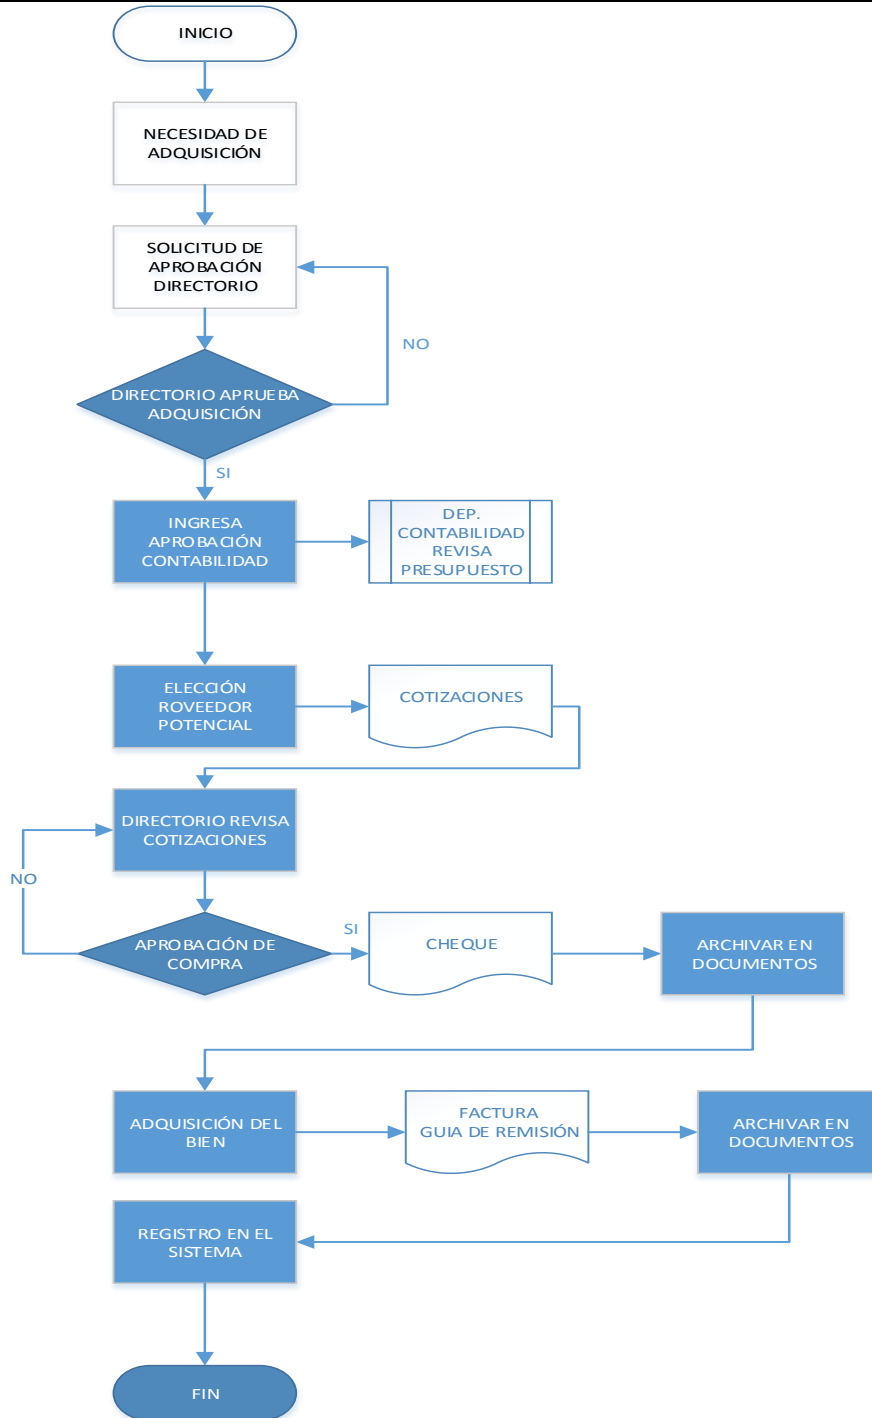 INICIO
NECESIDAD DE
ADQUISICIÓN
SOLICITUD DE
APROBACIÓN
DIRECTORIO
NO
DIRECTORIO APRUEBA
ADQUISICIÓN
SI
INGRESA
APROBACIÓN
CONTABILIDAD
DEP.
CONTABILIDAD
REVISA
PRESUPUESTO
ELECCIÓN
ROVEEDOR
POTENCIAL
COTIZACIONES
DIRECTORIO REVISA
COTIZACIONES
NO
APROBACIÓN DE
COMPRA
SI
CHEQUE
ARCHIVAR EN
DOCUMENTOS
ADQUISICIÓN DEL
BIEN
FACTURA
GUIA DE REMISIÓN
ARCHIVAR EN
DOCUMENTOS
REGISTRO EN EL
SISTEMA
FIN